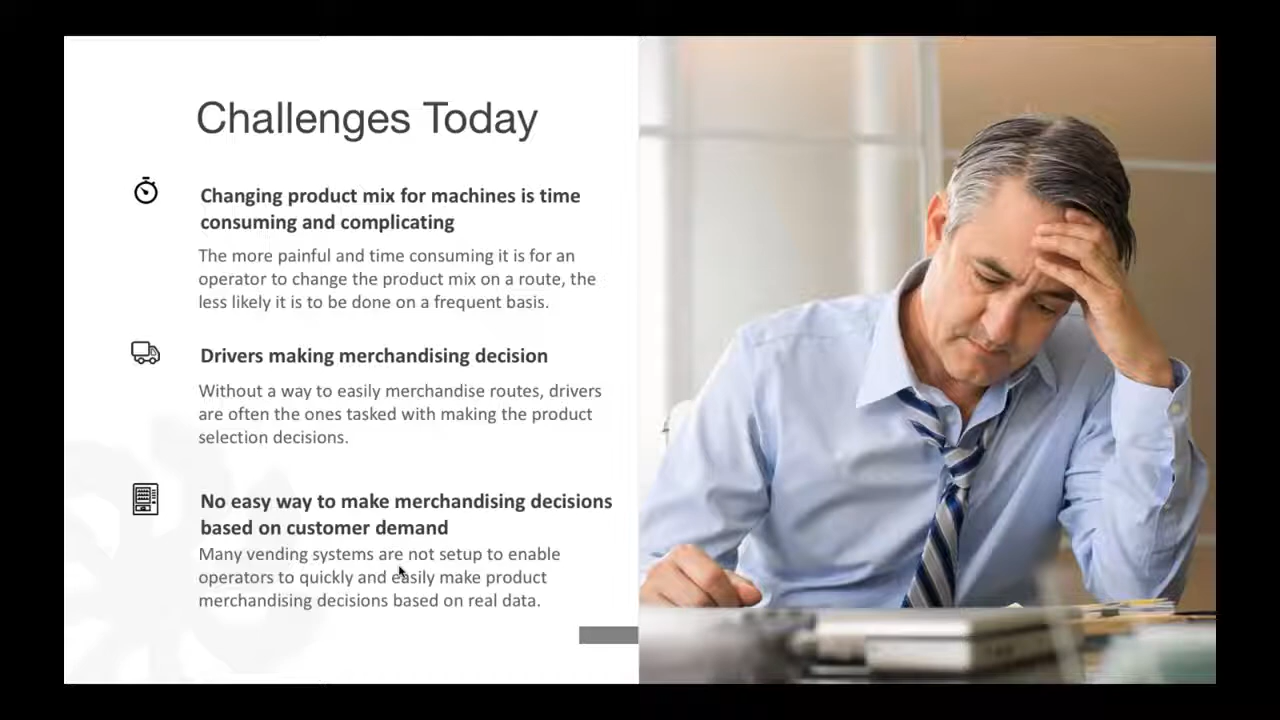 Challenges Today
Changing product mix for machines is time
consuming and complicating
The more painful and time consuming it is for an
operator to change the product mix on a route, the
less likely it is to be done on a frequent basis.
Drivers making merchandising decision
Without a way to easily merchandise routes, drivers
are often the ones tasked with making the product
selection decisions.
No easy way to make merchandising decisions
based on customer demand
Many vending systems are not setup to enable
operators to quickly and easily make product
merchandising decisions based on real data.